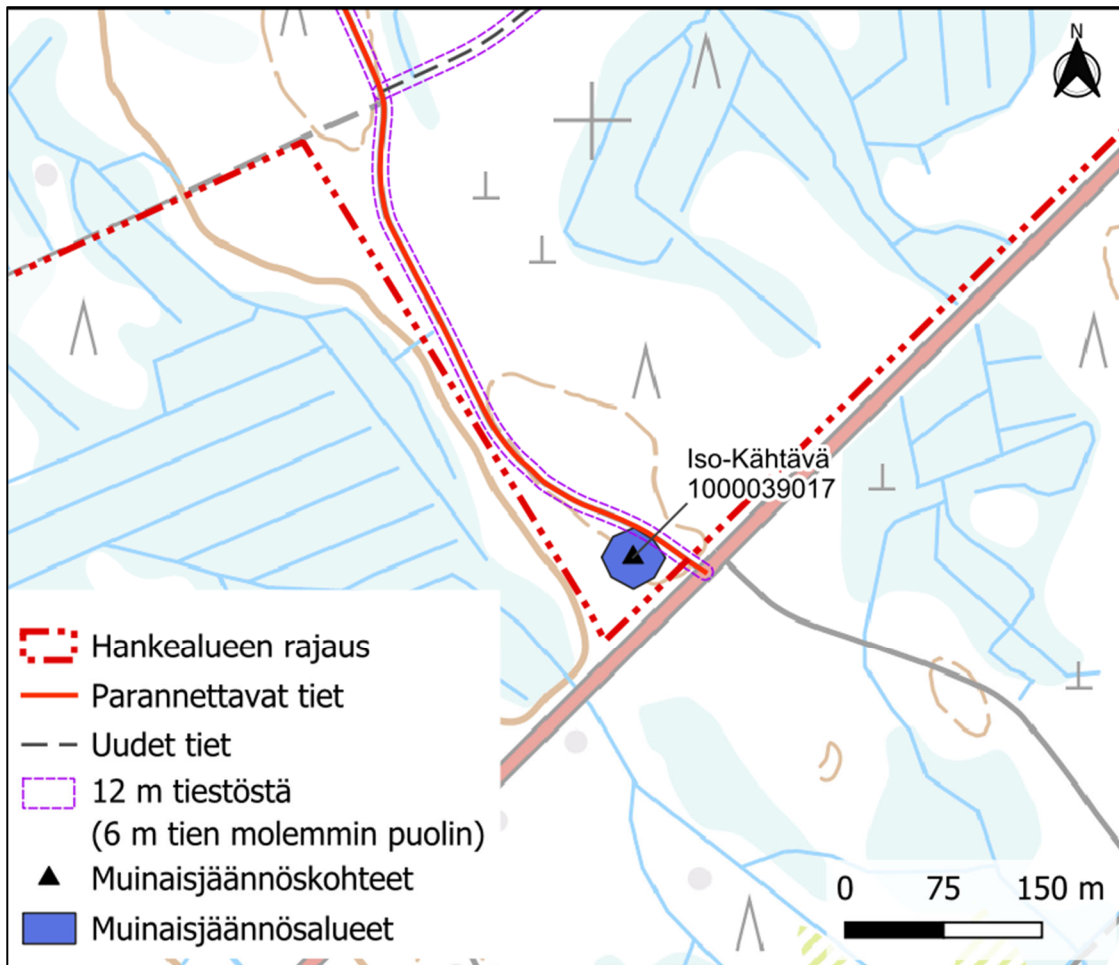 N
Iso-Kähtävä
1000039017
Hankealueen rajaus
Parannettavat tiet
Uudet tiet
12 m tiestöstä
(6 m tien molemmin puolin)
Muinaisjäännöskohteet
Muinaisjäännösalueet
0 75 150 m